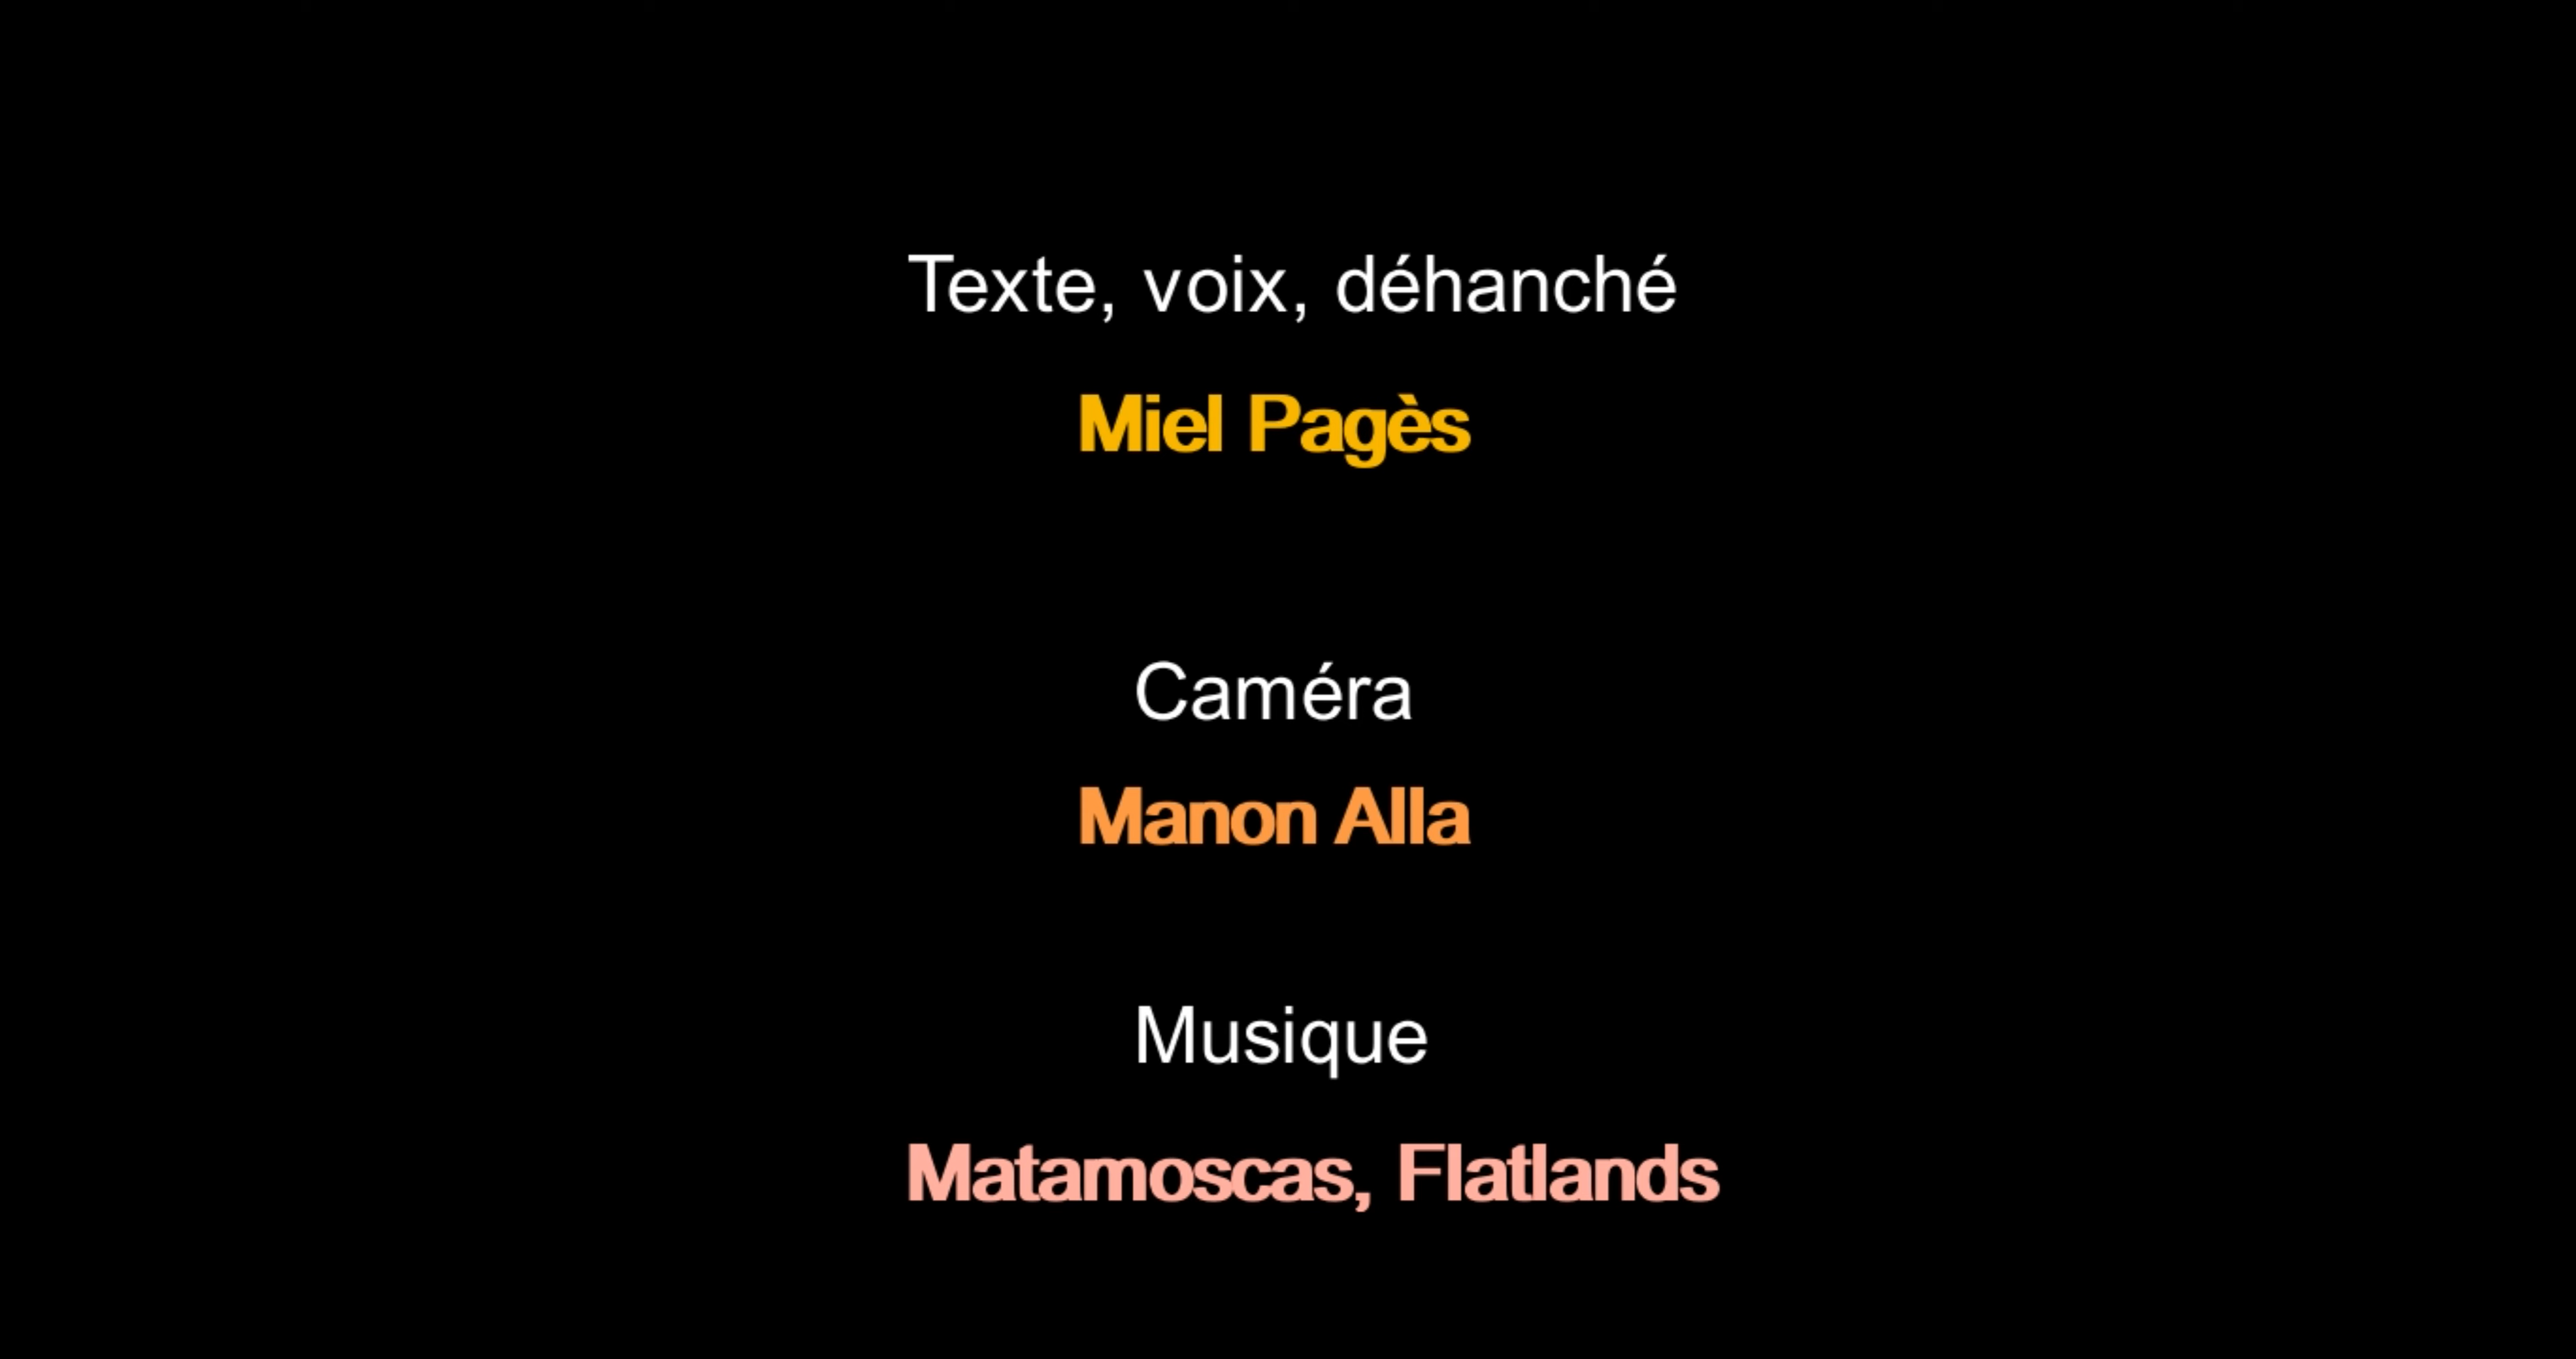 Texte, voix, déhanché
Miel Pagès
Caméra
Manon Alla
Musique
Matamoscas, Flatlands